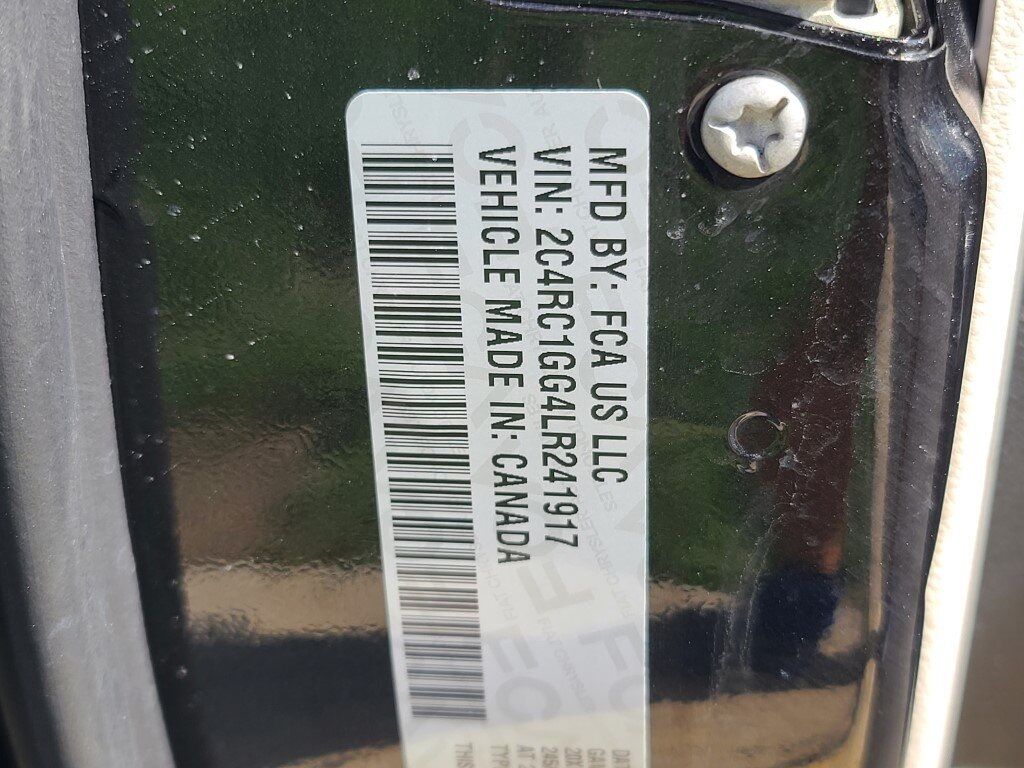 MFD BY: FCA US LLC
VIN: 2C4RC1GG4LR241917
VEHICLE MADE IN: CANADA